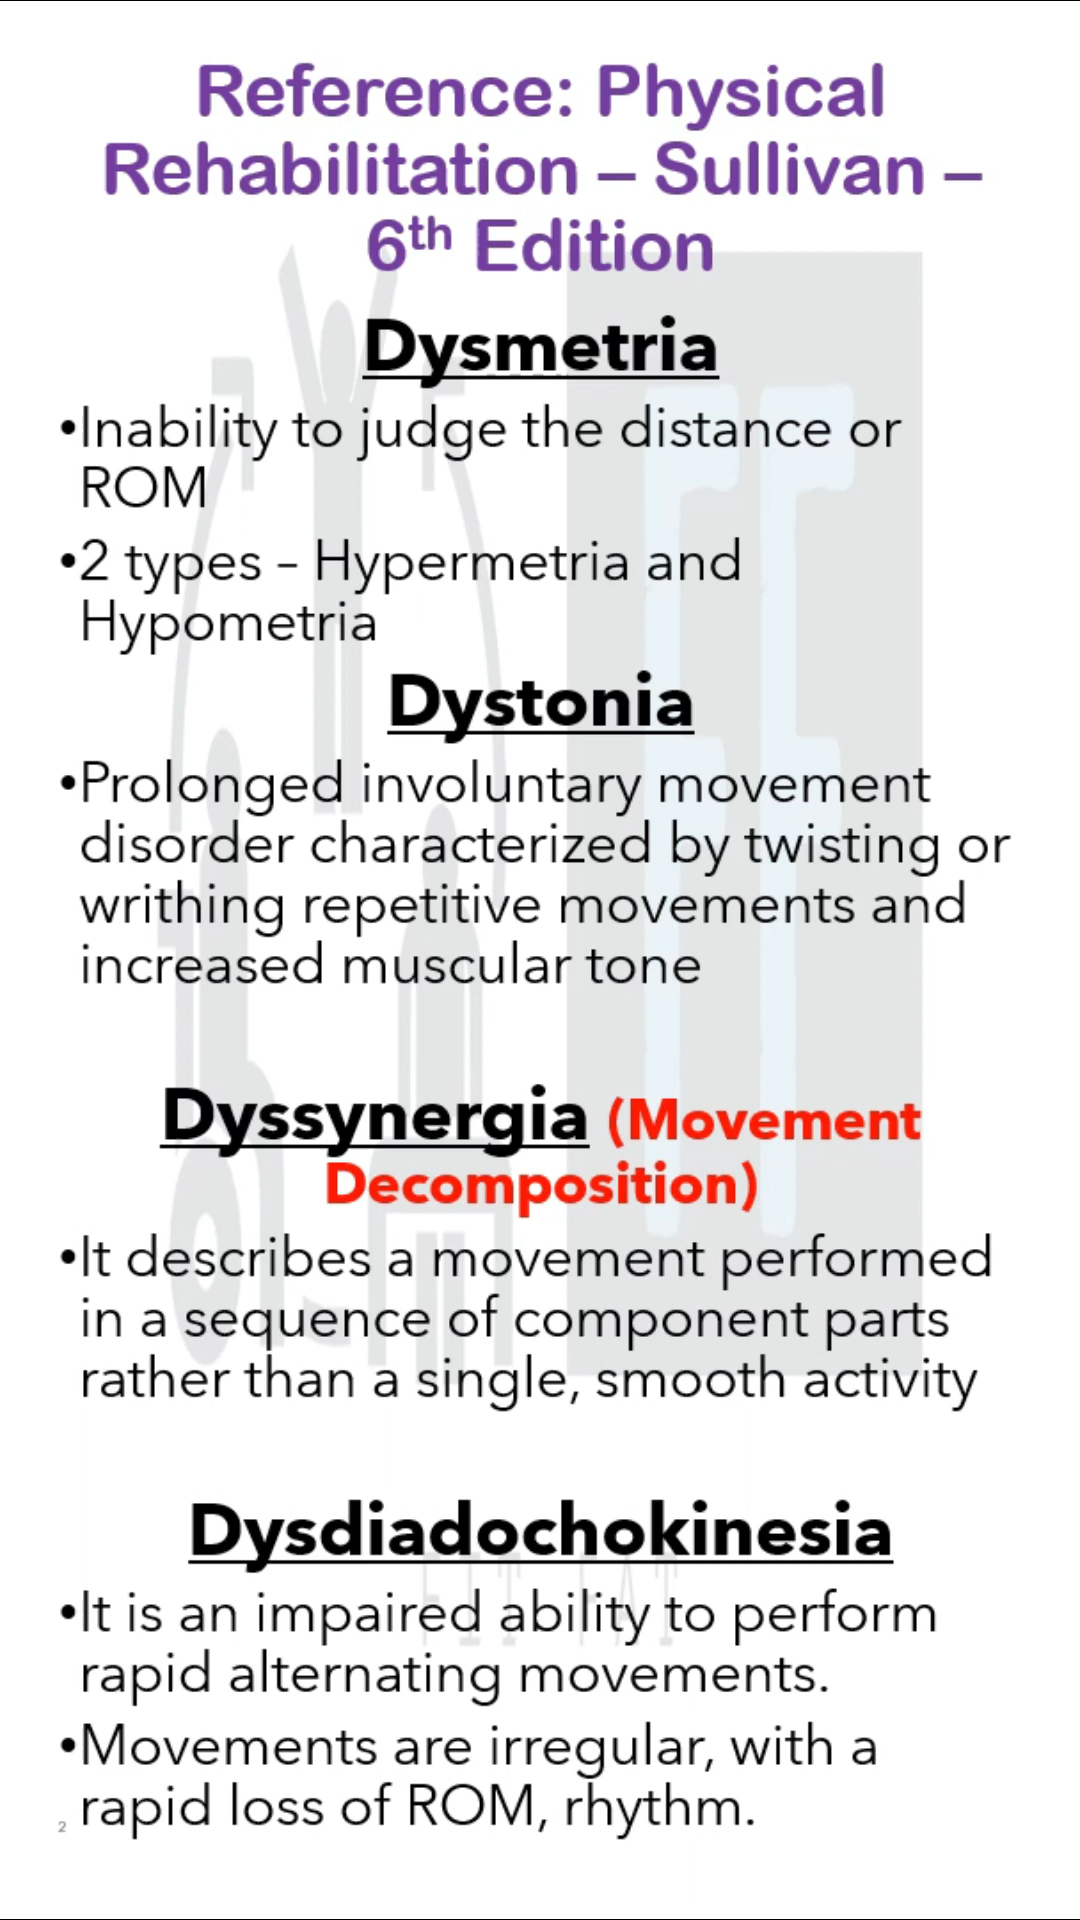 Reference: Physical
Rehabilitation – Sullivan –
6th Edition
Dysmetria
•Inability to judge the distance or
ROM
•2 types – Hypermetria and
Hypometria
Dystonia
•Prolonged involuntary movement
disorder characterized by twisting or
writhing repetitive movements and
increased muscular tone
Dyssynergia (Movement
Decomposition)
•It describes a movement performed
in a sequence of component parts
rather than a single, smooth activity
Dysdiadochokinesia
FIT FAT
•It is an impaired ability to perform
rapid alternating movements.
•Movements are irregular, with a
rapid loss of ROM, rhythm.
2